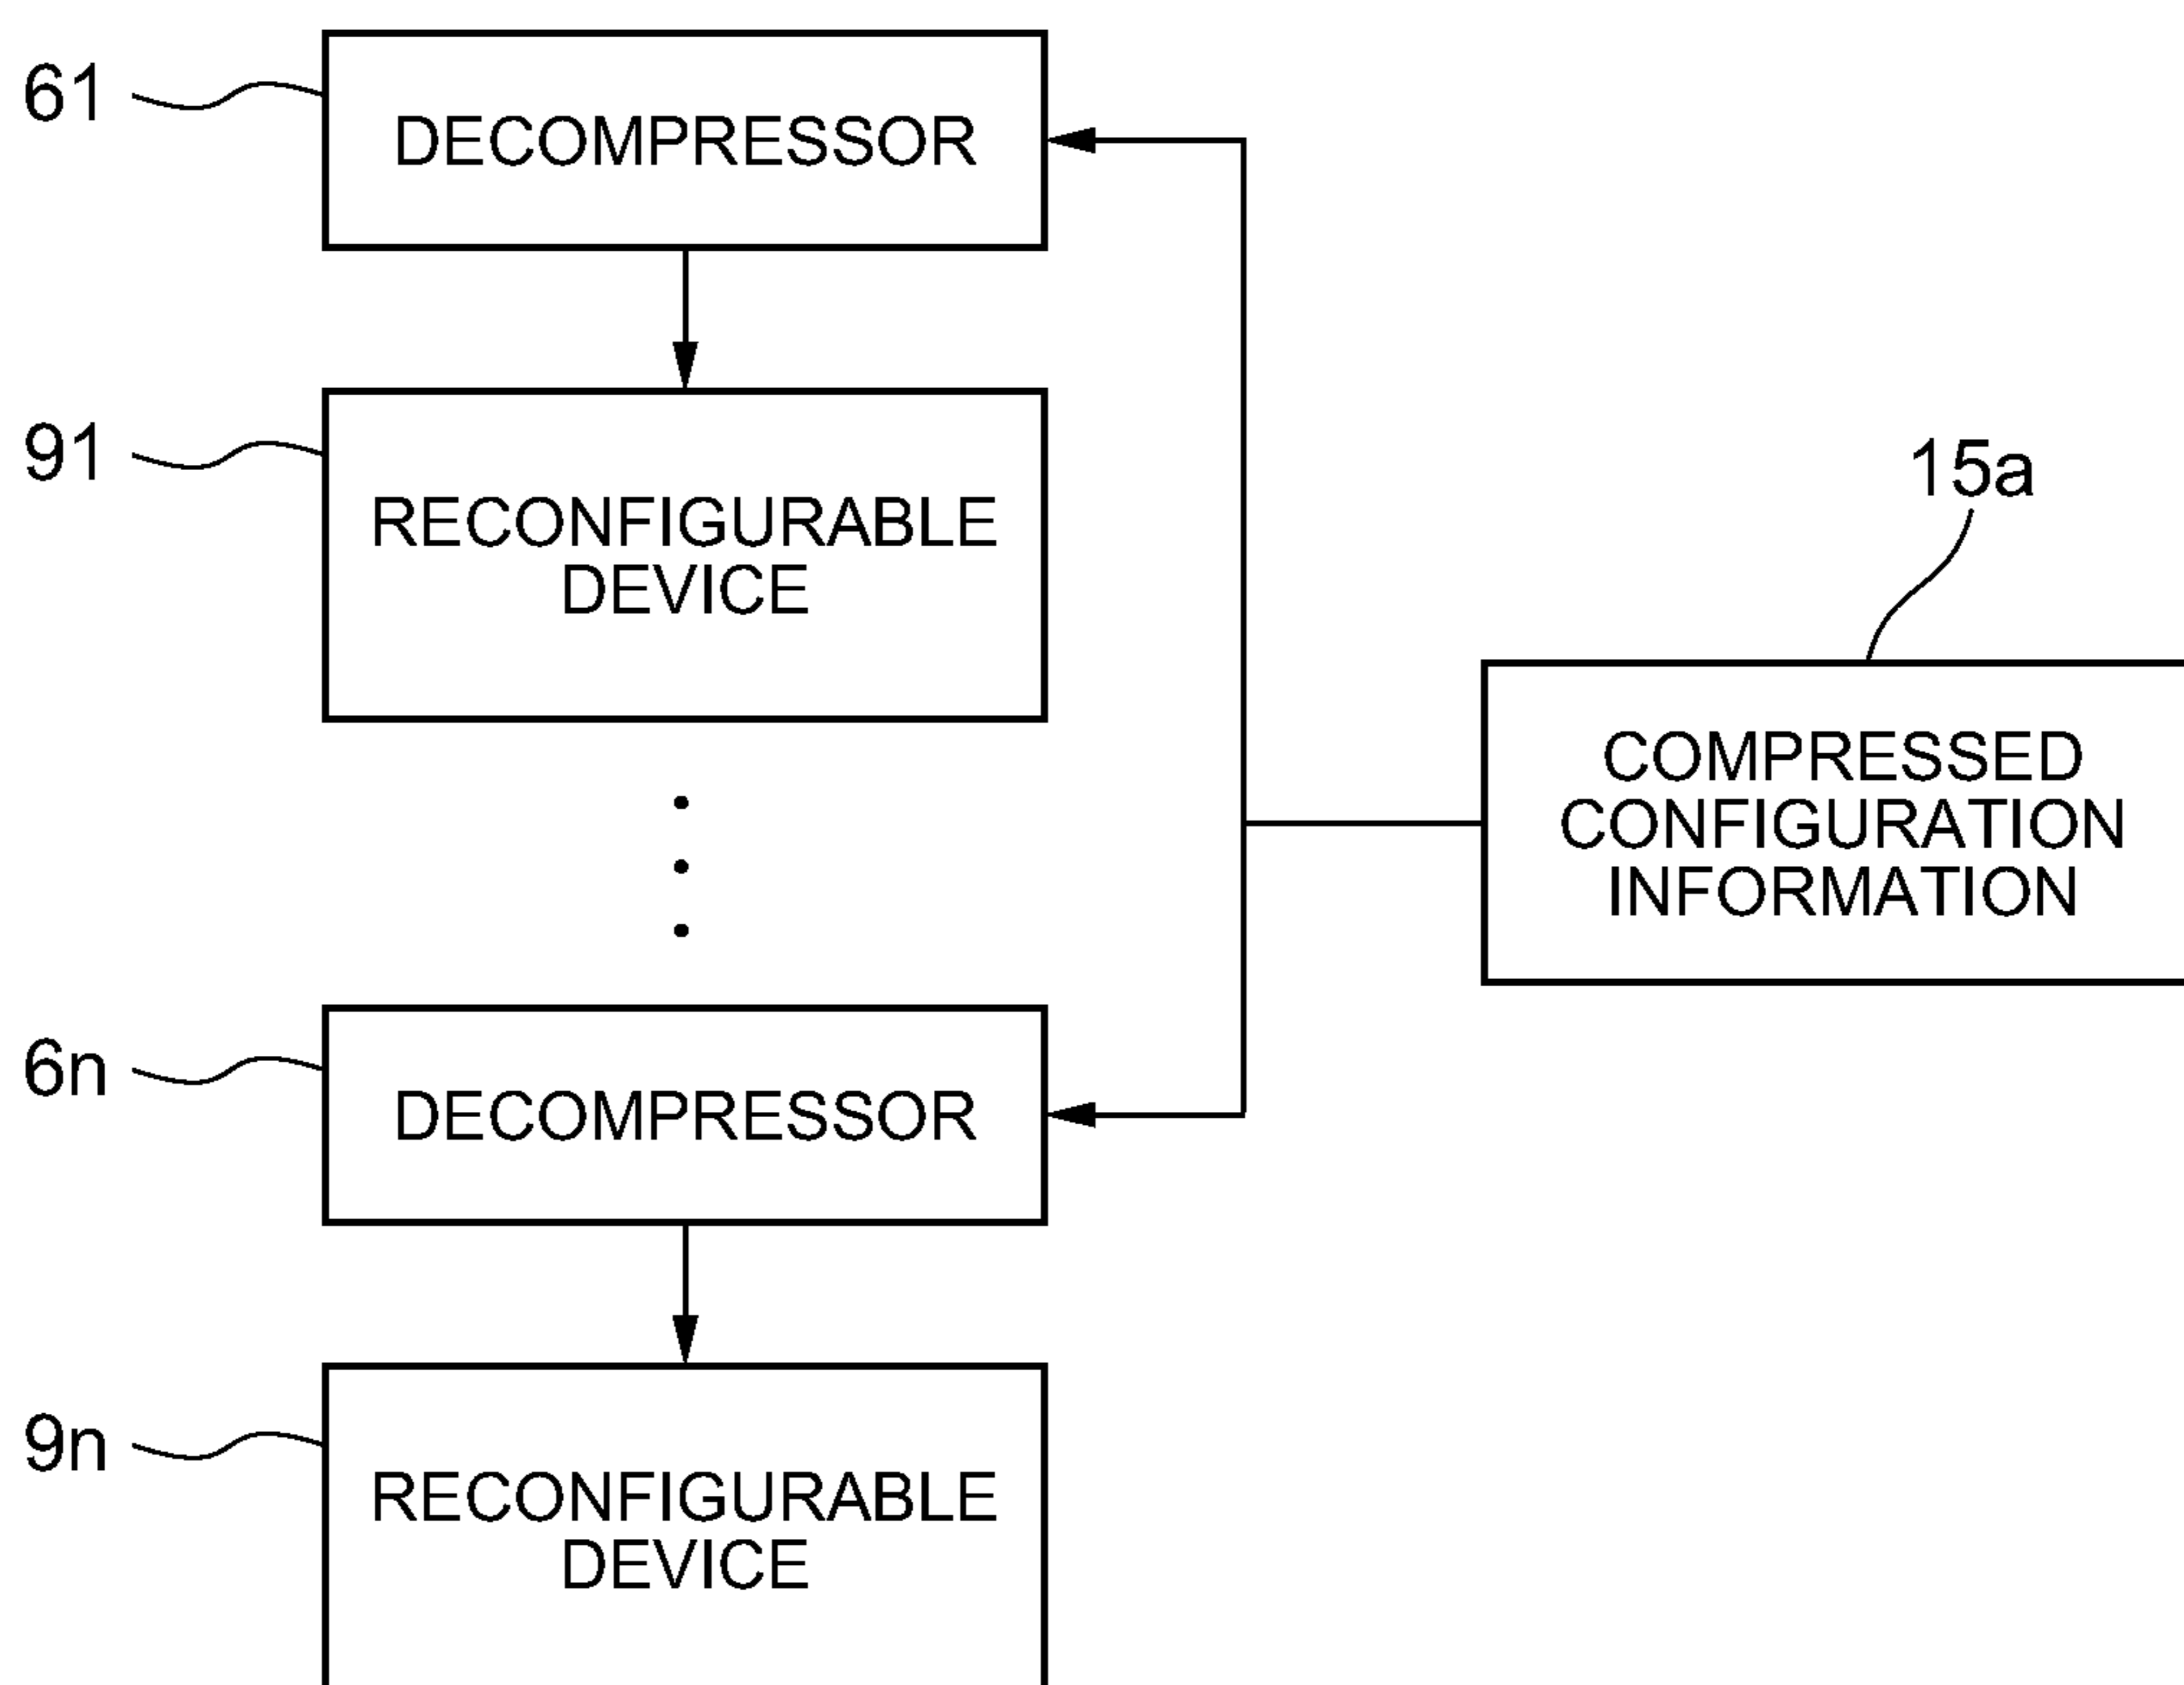 61
DECOMPRESSOR
91
RECONFIGURABLE
DEVICE
15a
COMPRESSED
CONFIGURATION
INFORMATION
6n
DECOMPRESSOR
9n
RECONFIGURABLE
DEVICE